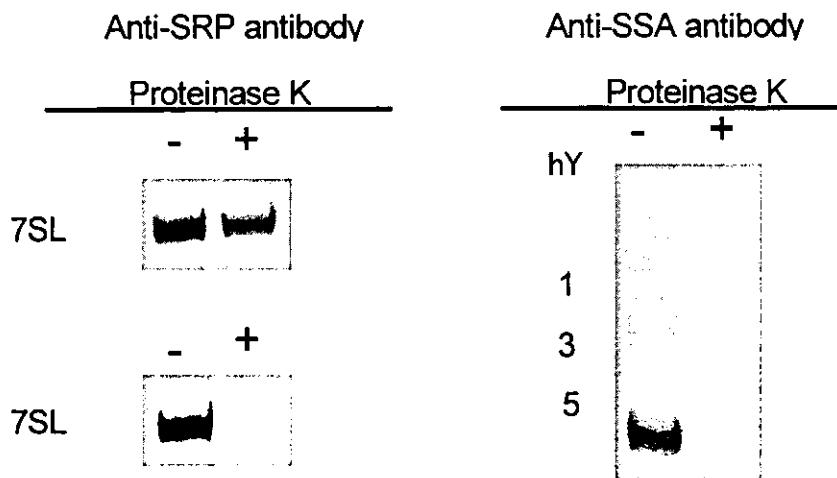 Anti-SRP antibody
Proteinase K
- +
7SL
- +
7SL
Anti-SSA antibody
Proteinase K
- +
hY
1
3
5